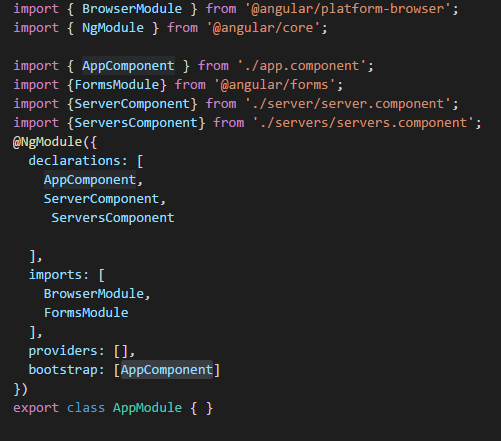 import { BrowserModule } from '@angular/platform-browser';
import { NgModule } from '@angular/core';

import { AppComponent } from './app.component';
import {FormsModule} from '@angular/forms';
import {ServerComponent} from './server/server.component';
import {ServersComponent} from './servers/servers.component';
@NgModule({
  declarations: [
    AppComponent,
    ServerComponent,
     ServersComponent

  ],
  imports: [
    BrowserModule,
    FormsModule
  ],
  providers: [],
  bootstrap: [AppComponent]
})
export class AppModule { }